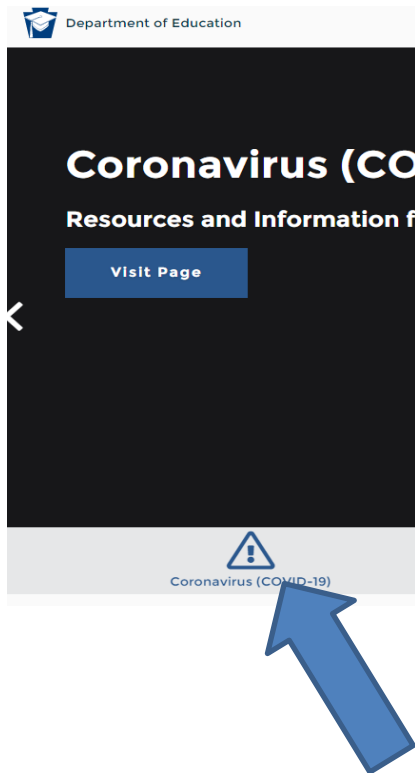 Department of Education
Coronavirus (CO
Resources and Information f
Visit Page
Coronavirus (COVID-19)